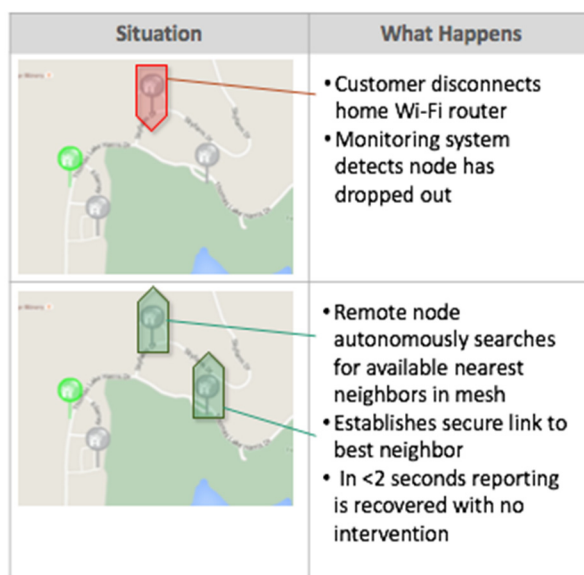 Situation
What Happens
• Customer disconnects
home Wi-Fi router
• Monitoring system
detects node has
dropped out
• Remote node
autonomously searches
for available nearest
neighbors in mesh
• Establishes secure link to
best neighbor
• In <2 seconds reporting
is recovered with no
intervention